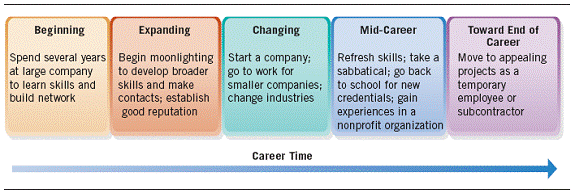 Beginning
Spend several years
at large company
to learn skills and
build network
Expanding
Begin moonlighting
to develop broader
skills and make
contacts; establish
good reputation
Changing
Start a company;
go to work for
smaller companies;
change industries
Mid-Career
Refresh skills; take a
sabbatical; go back
to school for new
credentials; gain
experiences in a
nonprofit organization
Toward End of
Career
Move to appealing
projects as a
temporary
employee or
subcontractor
Career Time